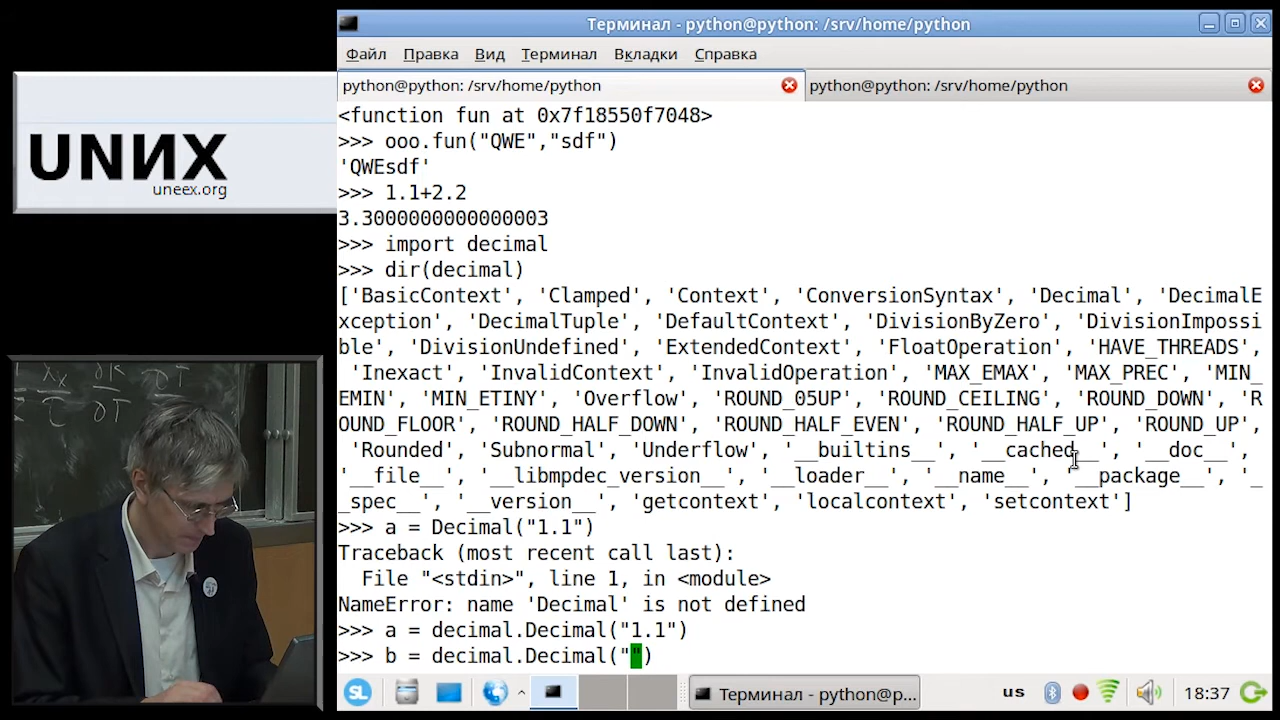 Терминал - python@python: /srv/home/python
Файл Правка Вид Терминал Вкладки Справка
python@python: /srv/home/python python@python: /srv/home/python
UNИX
uneex.org
<function fun at 0x7f18550f7048>
>>> ooo.fun("QWE","sdf")
'QWEsdf'
>>> 1.1+2.2
3.3000000000000003
>>> import decimal
>>> dir(decimal)
['BasicContext', 'Clamped', 'Context', 'ConversionSyntax', 'Decimal', 'DecimalE
xception', 'DecimalTuple', 'DefaultContext', 'DivisionByZero', 'DivisionImpossi
ble', 'DivisionUndefined', 'ExtendedContext', 'FloatOperation', 'HAVE_THREADS',
'Inexact', 'InvalidContext', 'InvalidOperation', 'MAX_EMAX', 'MAX_PREC', 'MIN_
EMIN', 'MIN_ETINY', 'Overflow', 'ROUND_05UP', 'ROUND_CEILING', 'ROUND_DOWN', 'R
OUND_FLOOR', 'ROUND_HALF_DOWN', 'ROUND_HALF_EVEN', 'ROUND_HALF_UP', 'ROUND_UP',
'Rounded', 'Subnormal', 'Underflow', '__builtins__', '__cached__', '__doc__',
'__file__', '__libmpdec_version__', '__loader__', '__name__', '__package__', '_
_spec__', '__version__', 'getcontext', 'localcontext', 'setcontext']
>>> a = Decimal("1.1")
Traceback (most recent call last):
File "<stdin>", line 1, in <module>
NameError: name 'Decimal' is not defined
>>> a = decimal.Decimal("1.1")
>>> b = decimal.Decimal("")
SL Терминал - python@p... us 18:37